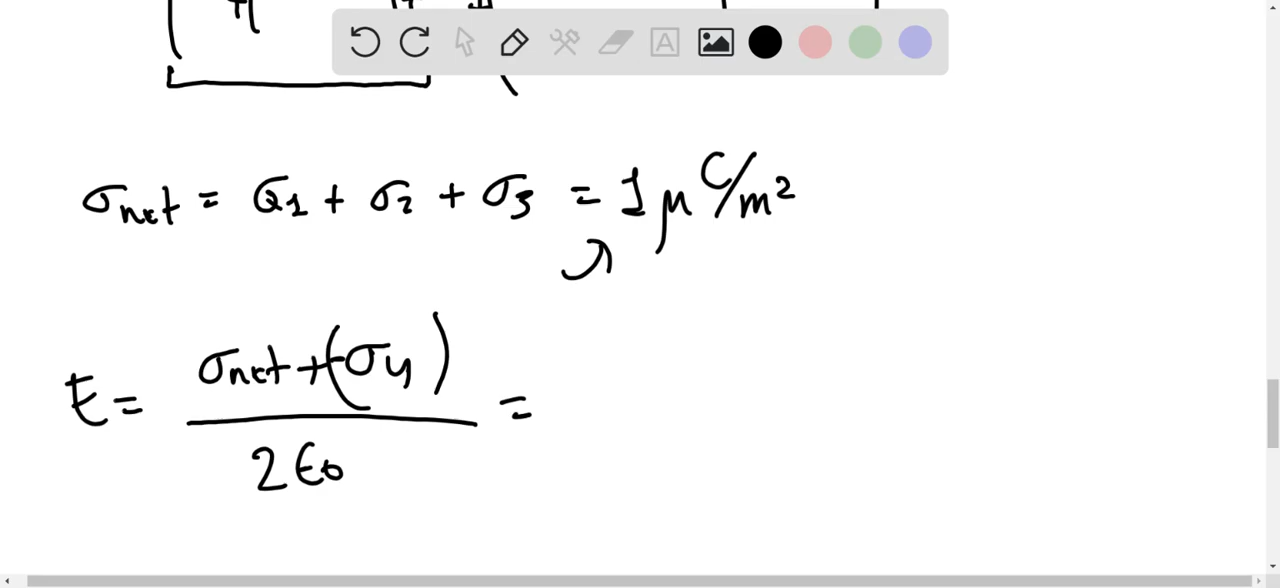 σnet = σ1 + σ2 + σ3 = 1 μ C/m²
E = (σnet + (-σ4)) / 2ϵ0 =